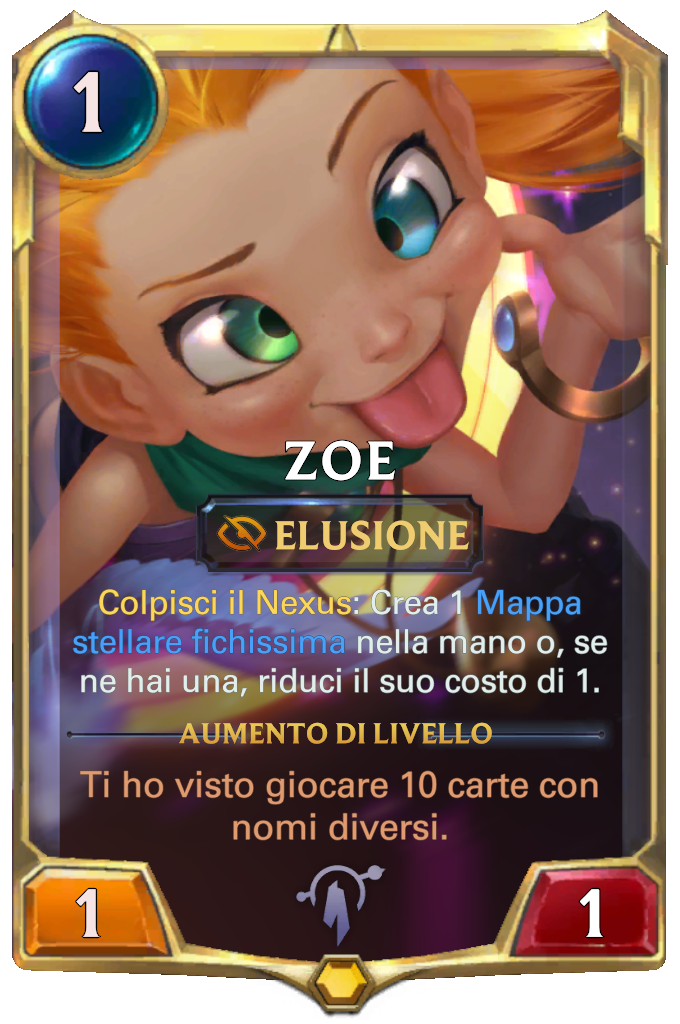 1
ZOE
ELUSIONE
Colpisci il Nexus: Crea 1 Mappa
stellare fichissima nella mano o, se
ne hai una, riduci il suo costo di 1.
AUMENTO DI LIVELLO
Ti ho visto giocare 10 carte con
nomi diversi.
1
1